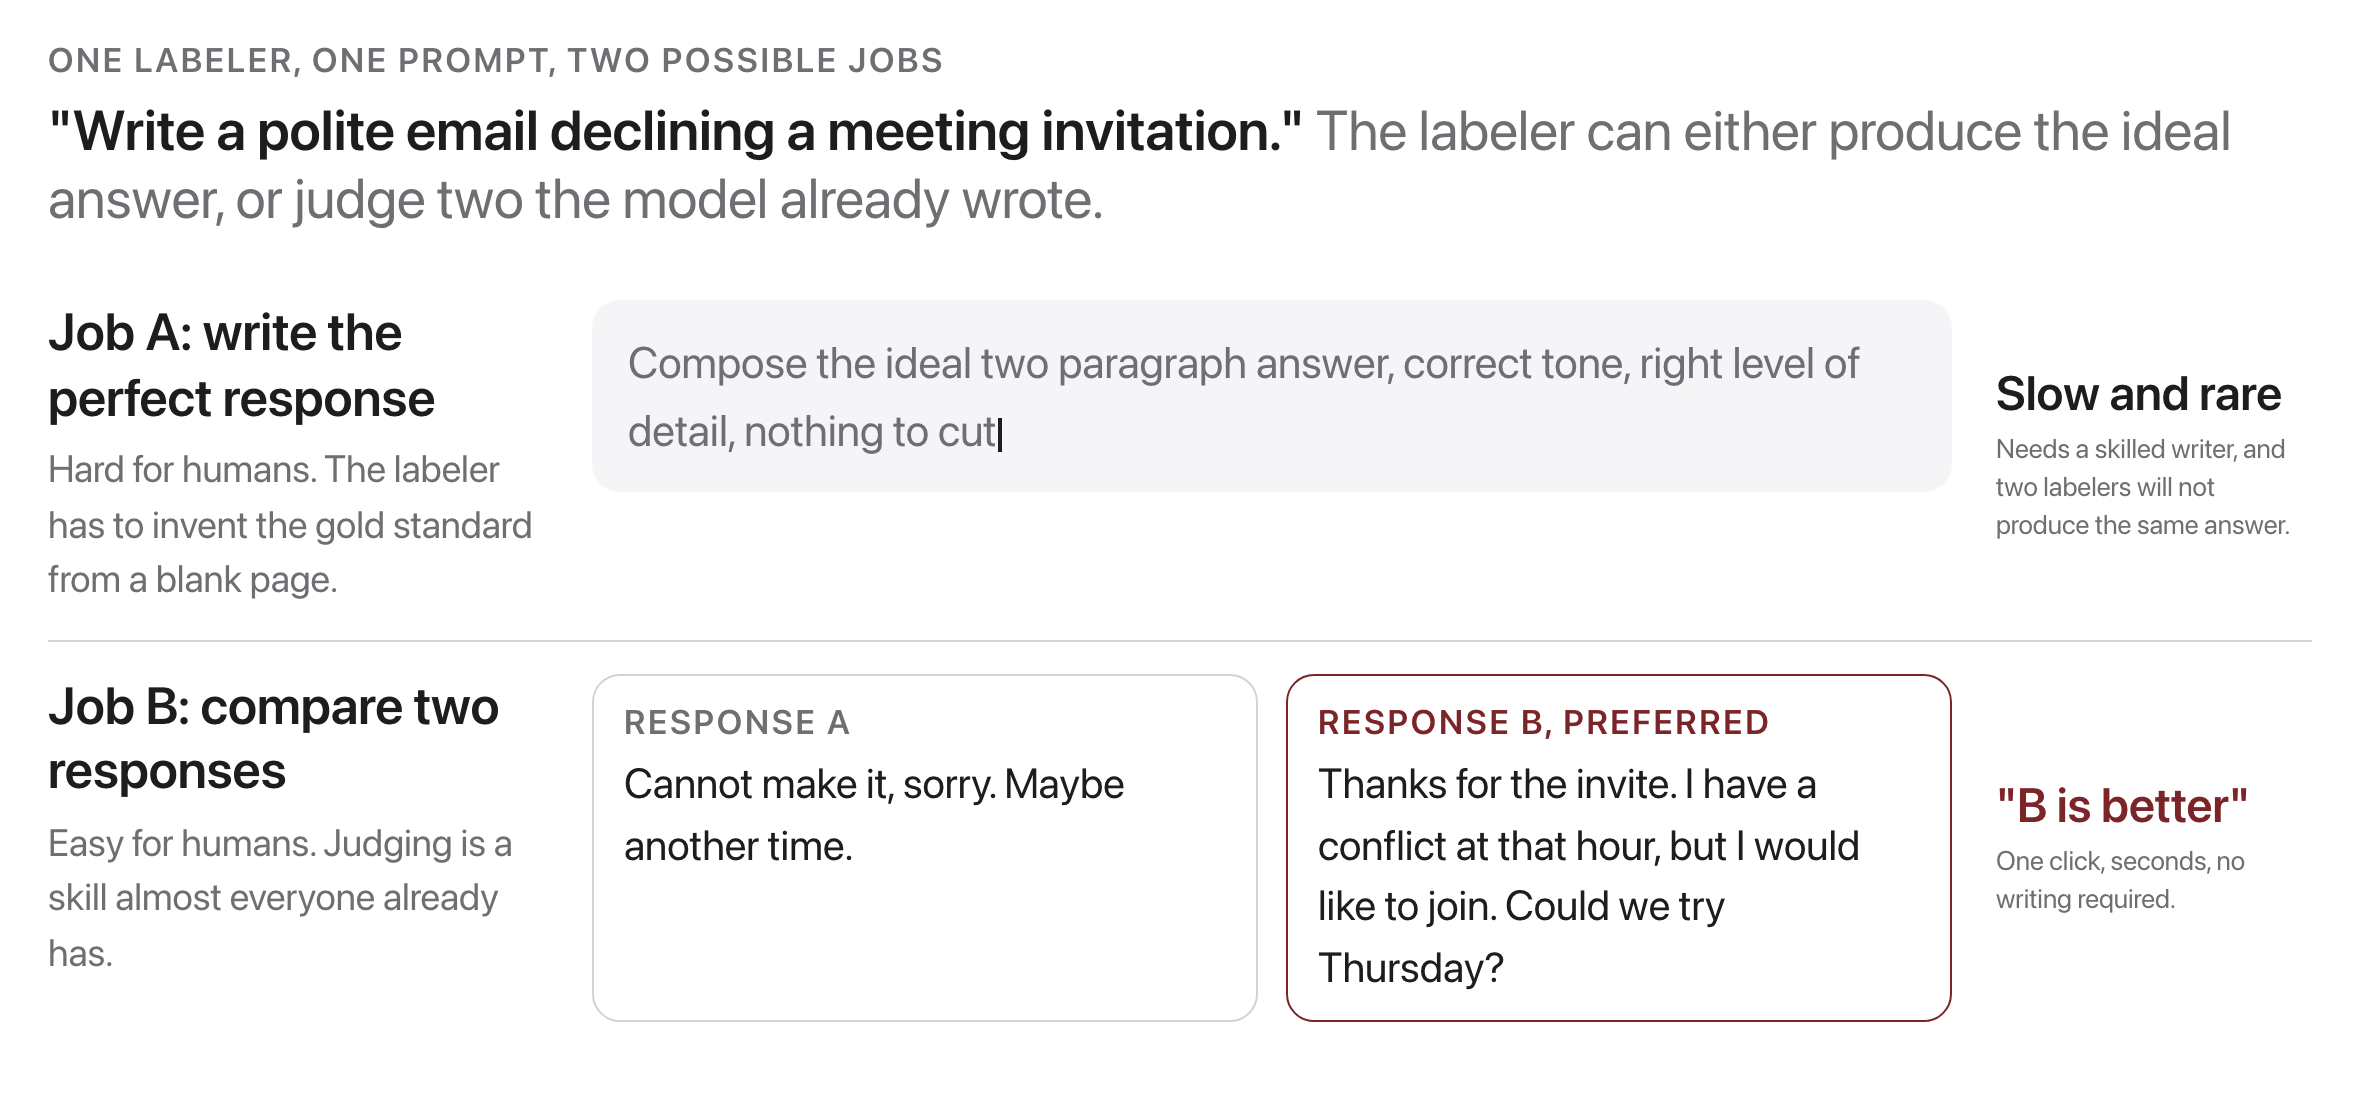 ONE LABELER, ONE PROMPT, TWO POSSIBLE JOBS
"Write a polite email declining a meeting invitation." The labeler can either produce the ideal
answer, or judge two the model already wrote.
Job A: write the
perfect response
Hard for humans. The labeler
has to invent the gold standard
from a blank page.
Compose the ideal two paragraph answer, correct tone, right level of
detail, nothing to cut
Slow and rare
Needs a skilled writer, and
two labelers will not
produce the same answer.
Job B: compare two
responses
Easy for humans. Judging is a
skill almost everyone already
has.
RESPONSE A
Cannot make it, sorry. Maybe
another time.
RESPONSE B, PREFERRED
Thanks for the invite. I have a
conflict at that hour, but I would
like to join. Could we try
Thursday?
"B is better"
One click, seconds, no
writing required.